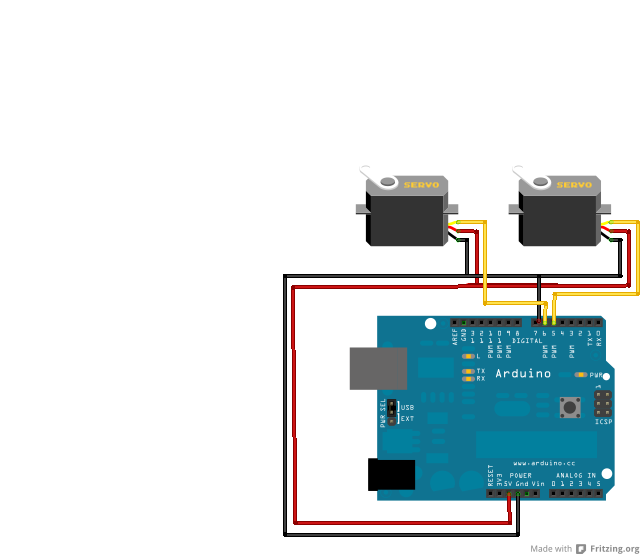 SERVO SERVO
AREF GND 13 12 11 10 9 8 7 6 5 4 3 2 1 0
DIGITAL
PWM PWM PWM PWM PWM PWM TX RX
L
TX
RX
Arduino
PWR
1
ICSP
PWR SEL
USB
EXT
www.arduino.cc
POWER ANALOG IN
RESET 3V3 5V Gnd Vin 0 1 2 3 4 5
Made with Fritzing.org